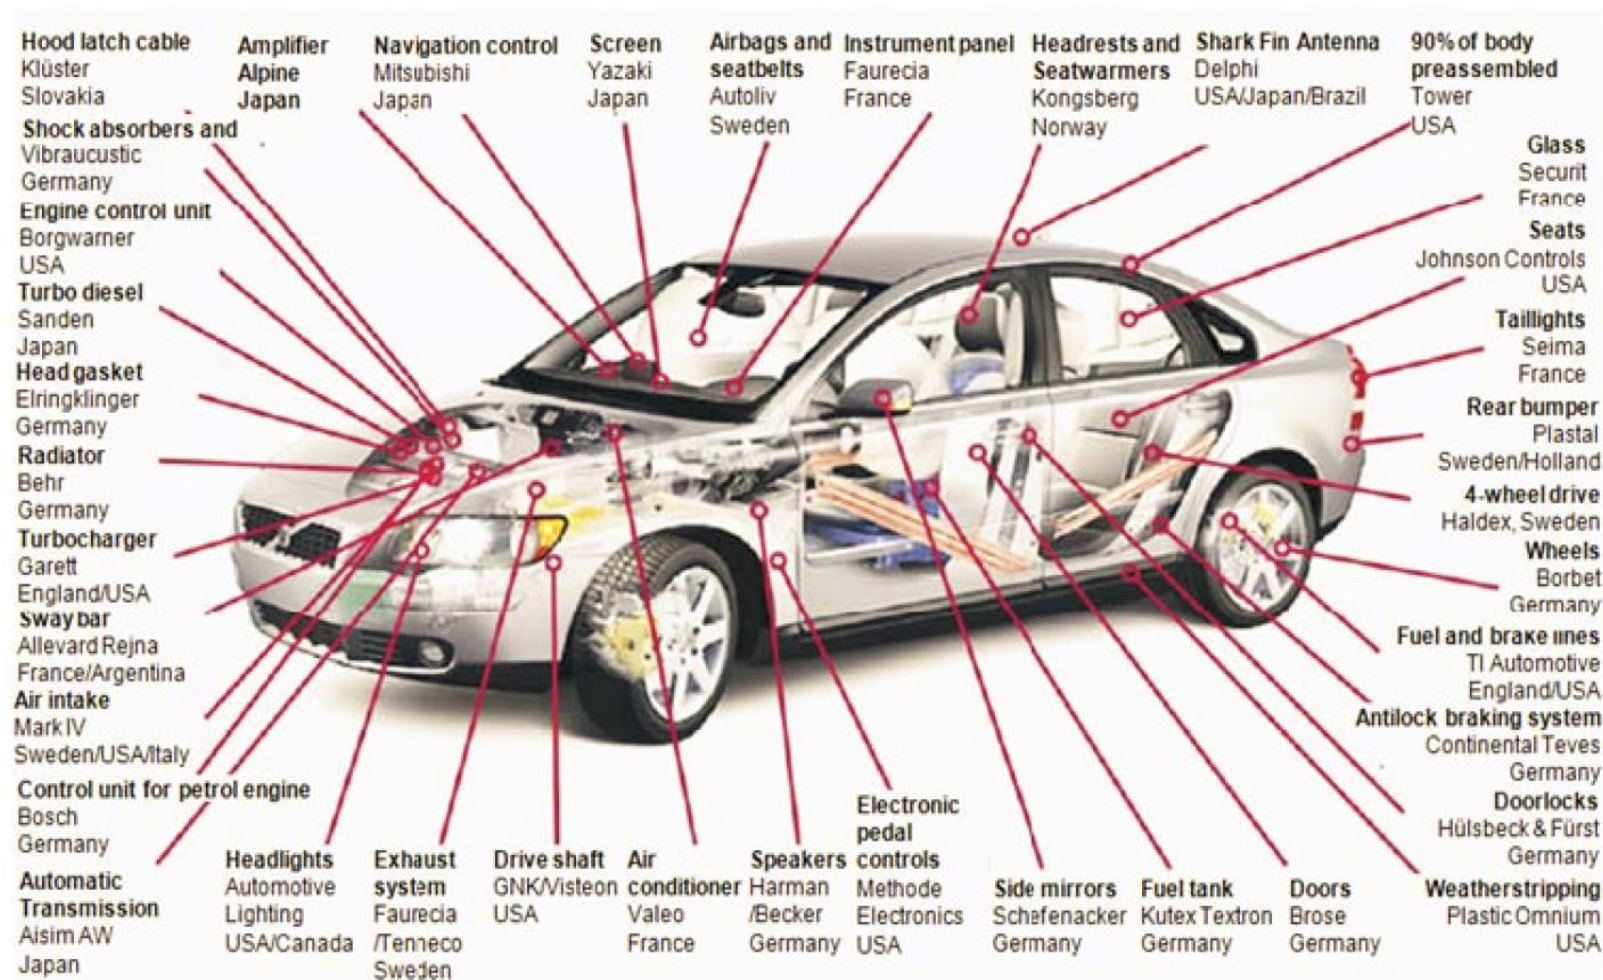 Hood latch cable
Klüster
Slovakia
Amplifier
Alpine
Japan
Navigation control
Mitsubishi
Japan
Screen
Yazaki
Japan
Airbags and
seatbelts
Autoliv
Sweden
Instrument panel
Faurecia
France
Headrests and
Seatwarmers
Kongsberg
Norway
Shark Fin Antenna
Delphi
USA/Japan/Brazil
90% of body
preassembled
Tower
USA
Shock absorbers and
Vibraucustic
Germany
Engine control unit
Borgwarner
USA
Turbo diesel
Sanden
Japan
Head gasket
Elringklinger
Germany
Radiator
Behr
Germany
Turbocharger
Garett
England/USA
Sway bar
Allevard Rejna
France/Argentina
Air intake
Mark IV
Sweden/USA/Italy
Control unit for petrol engine
Bosch
Germany
Automatic
Transmission
Aisim AW
Japan
Glass
Securit
France
Seats
Johnson Controls
USA
Taillights
Seima
France
Rear bumper
Plastal
Sweden/Holland
4-wheel drive
Haldex, Sweden
Wheels
Borbet
Germany
Fuel and brake lines
TI Automotive
England/USA
Antilock braking system
Continental Teves
Germany
Doorlocks
Hülsbeck & Fürst
Germany
Weatherstripping
Plastic Omnium
USA
Headlights
Automotive
Lighting
USA/Canada
Exhaust
system
Faurecia
/Tenneco
Sweden
Drive shaft
GNK/Visteon
USA
Air
conditioner
Valeo
France
Speakers
Harman
/Becker
Germany
Electronic
pedal
controls
Methode
Electronics
USA
Side mirrors
Schefenacker
Germany
Fuel tank
Kutex Textron
Germany
Doors
Brose
Germany